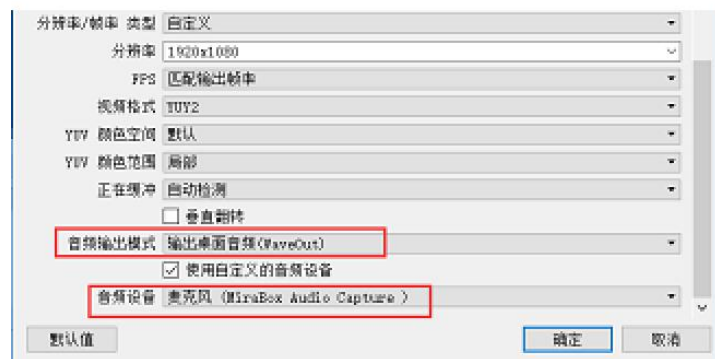 分辨率/帧率 类型 自定义
分辨率 1920x1080
FPS 匹配输出帧率
视频格式 YUY2
YUV 颜色空间 默认
YUV 颜色范围 局部
正在缓冲 自动检测
垂直翻转
音频输出模式 输出桌面音频(WaveOut)
使用自定义的音频设备
音频设备 麦克风 (MiraBox Audio Capture )
默认值 确定 取消